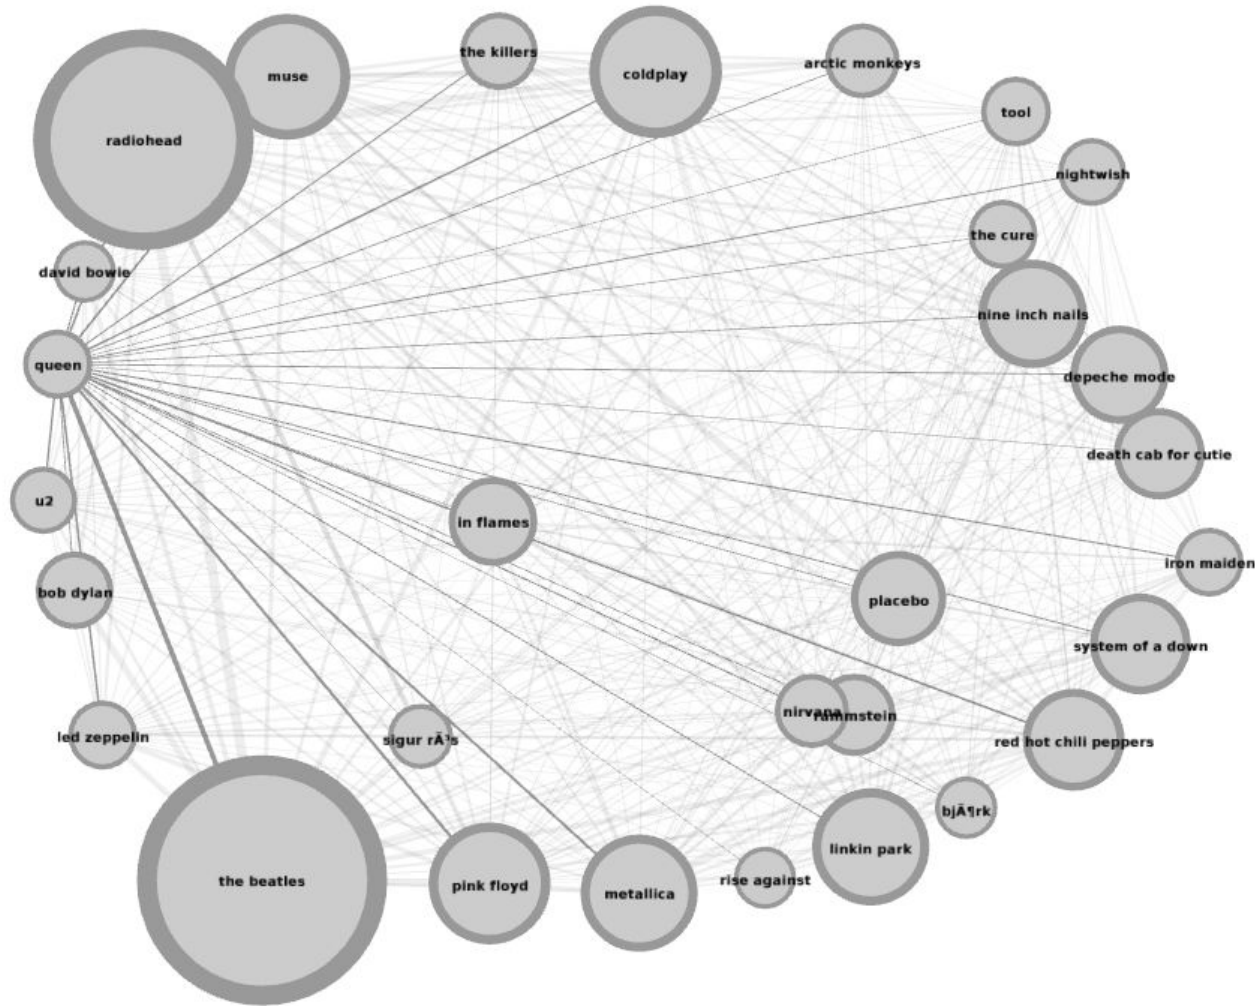 the killers
arctic monkeys
coldplay
muse
tool
radiohead
nightwish
the cure
david bowie
nine inch nails
queen
depeche mode
death cab for cutie
u2
in flames
iron maiden
bob dylan
placebo
system of a down
nirvana
rammstein
led zeppelin
sigur rÃ³s
red hot chili peppers
bjÃ¶rk
linkin park
rise against
the beatles
pink floyd
metallica